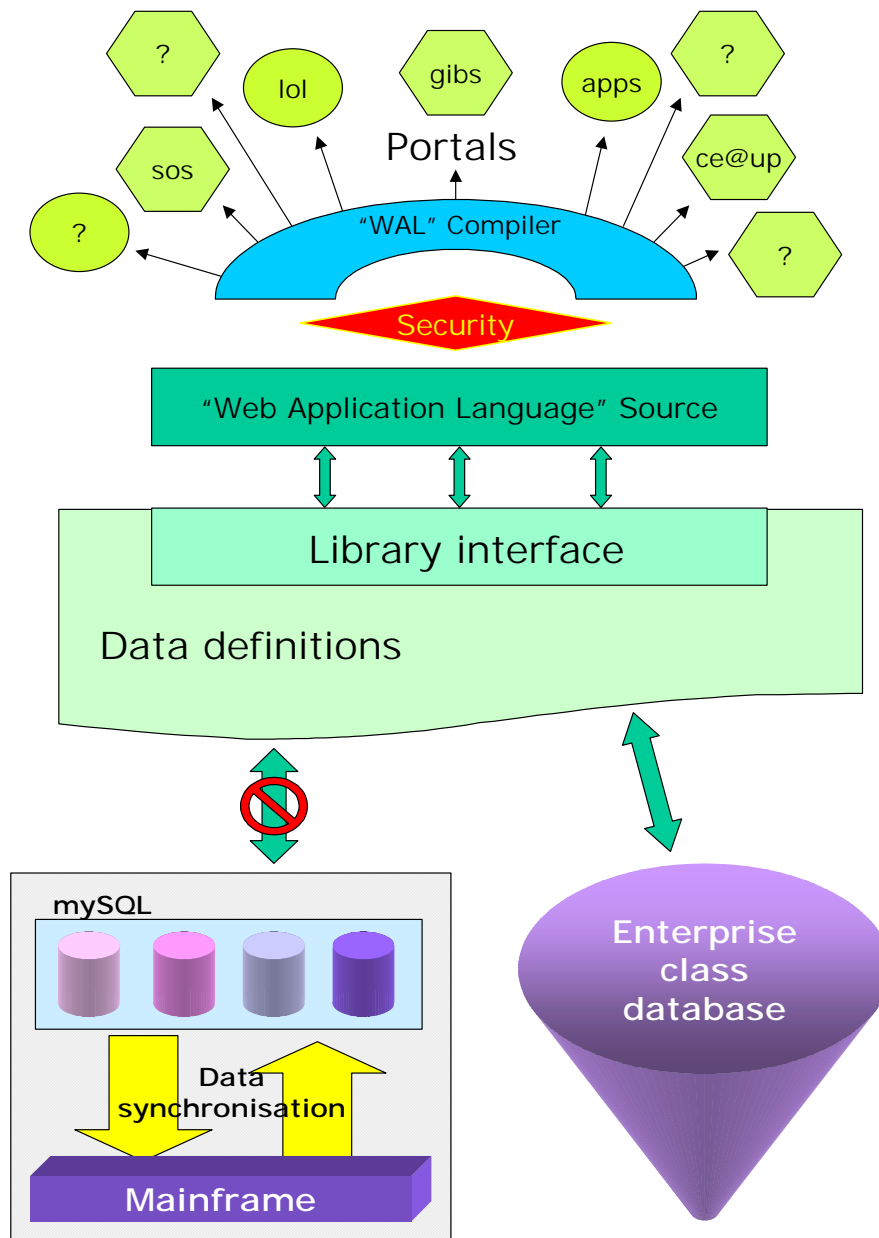 ?
?
lol
gibs
apps
Portals
sos
ce@up
?
?
“WAL” Compiler
Security
“Web Application Language” Source
Library interface
Data definitions
mySQL
Data
synchronisation
Mainframe
Enterprise
class
database